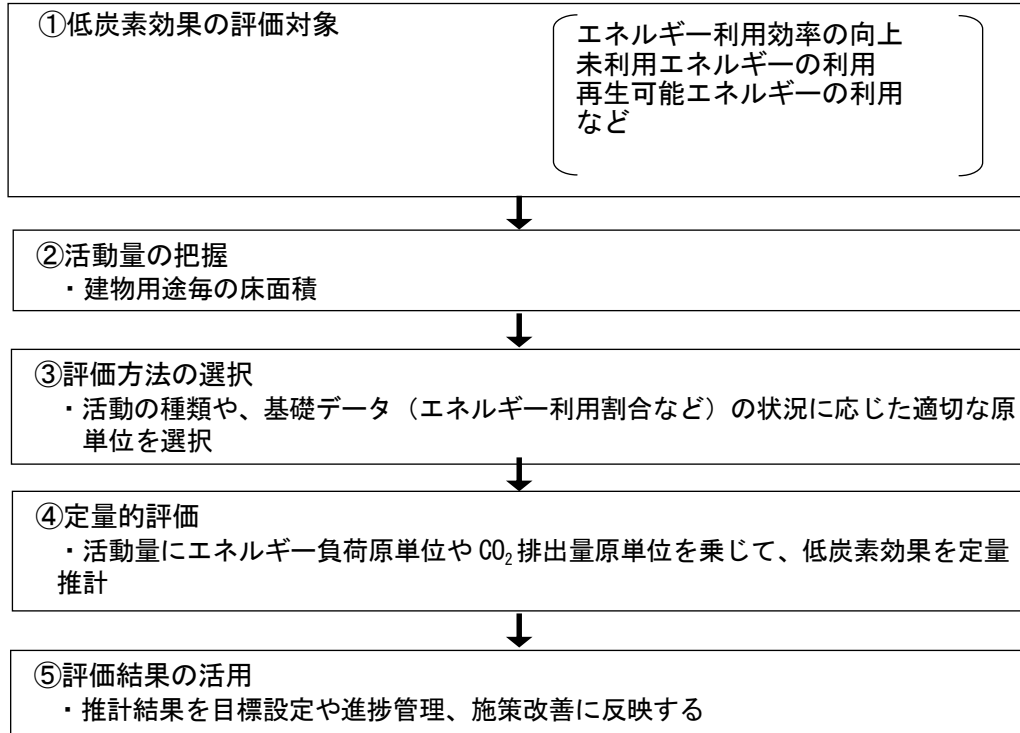 ①低炭素効果の評価対象
エネルギー利用効率の向上
未利用エネルギーの利用
再生可能エネルギーの利用
など
②活動量の把握
・建物用途毎の床面積
③評価方法の選択
・活動の種類や、基礎データ（エネルギー利用割合など）の状況に応じた適切な原
単位を選択
④定量的評価
・活動量にエネルギー負荷原単位や CO₂排出量原単位を乗じて、低炭素効果を定量
推計
⑤評価結果の活用
・推計結果を目標設定や進捗管理、施策改善に反映する